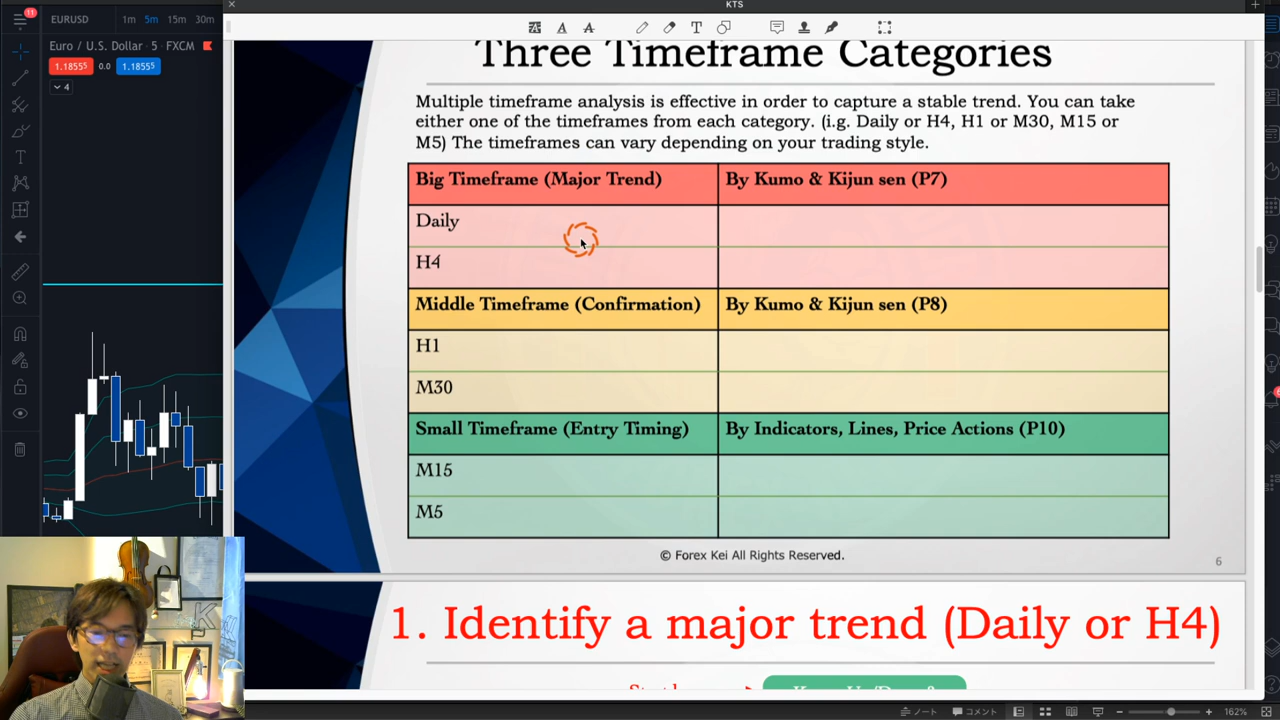 KTS
11
EURUSD
1m 5m 15m 30m
Euro / U.S. Dollar · 5 · FXCM
1.1855⁵ 0.0 1.1855⁵
4
Three Timeframe Categories
Multiple timeframe analysis is effective in order to capture a stable trend. You can take
either one of the timeframes from each category. (i.g. Daily or H4, H1 or M30, M15 or
M5) The timeframes can vary depending on your trading style.
Big Timeframe (Major Trend) By Kumo & Kijun sen (P7)
Daily
H4
Middle Timeframe (Confirmation) By Kumo & Kijun sen (P8)
H1
M30
Small Timeframe (Entry Timing) By Indicators, Lines, Price Actions (P10)
M15
M5
© Forex Kei All Rights Reserved.
6
1. Identify a major trend (Daily or H4)
ノート コメント 162%